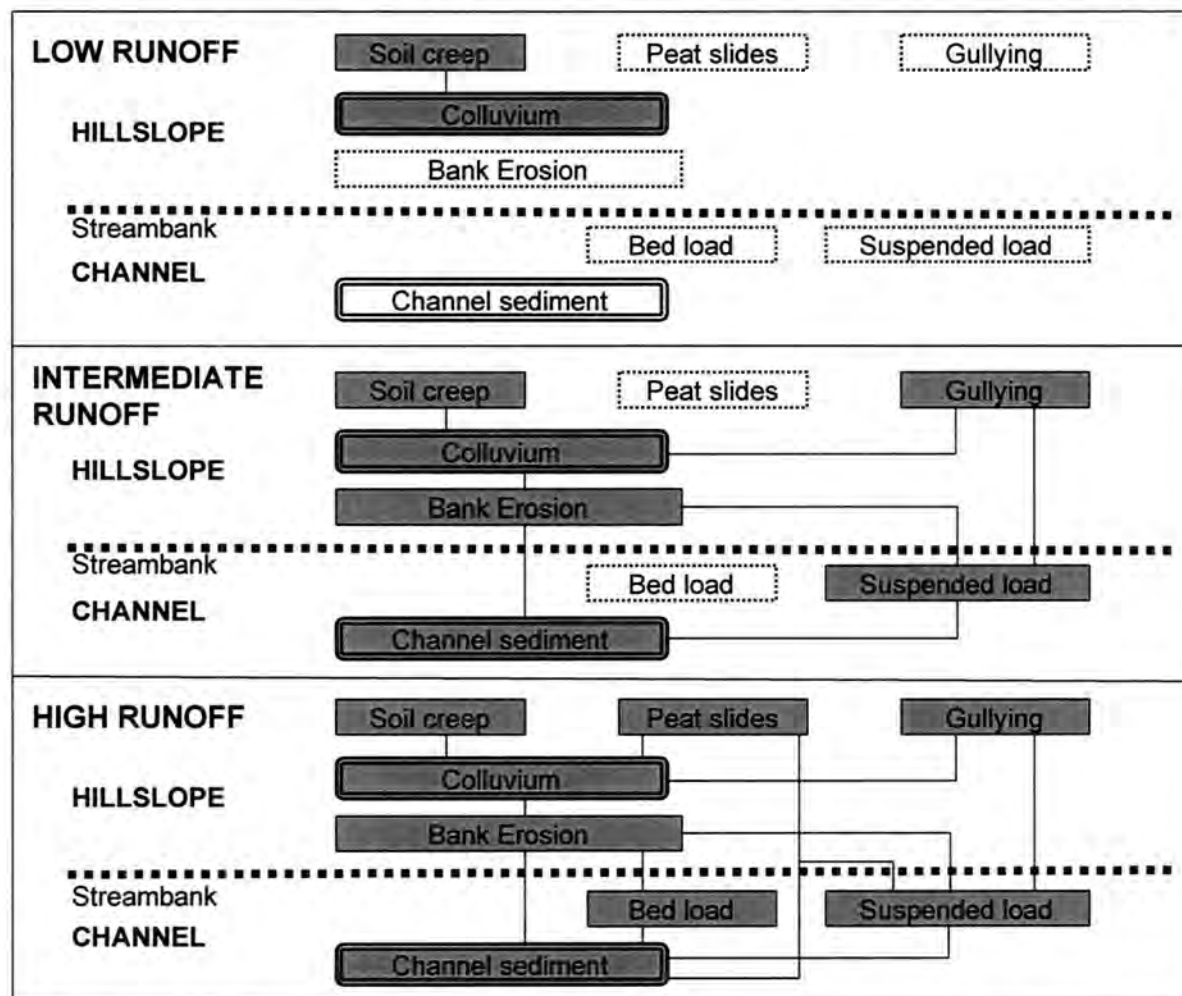 LOW RUNOFF
Soil creep
Peat slides
Gullying
Colluvium
HILLSLOPE
Bank Erosion
Streambank
Bed load
Suspended load
CHANNEL
Channel sediment
INTERMEDIATE
RUNOFF
Soil creep
Peat slides
Gullying
Colluvium
HILLSLOPE
Bank Erosion
Streambank
Bed load
Suspended load
CHANNEL
Channel sediment
HIGH RUNOFF
Soil creep
Peat slides
Gullying
Colluvium
HILLSLOPE
Bank Erosion
Streambank
Bed load
Suspended load
CHANNEL
Channel sediment